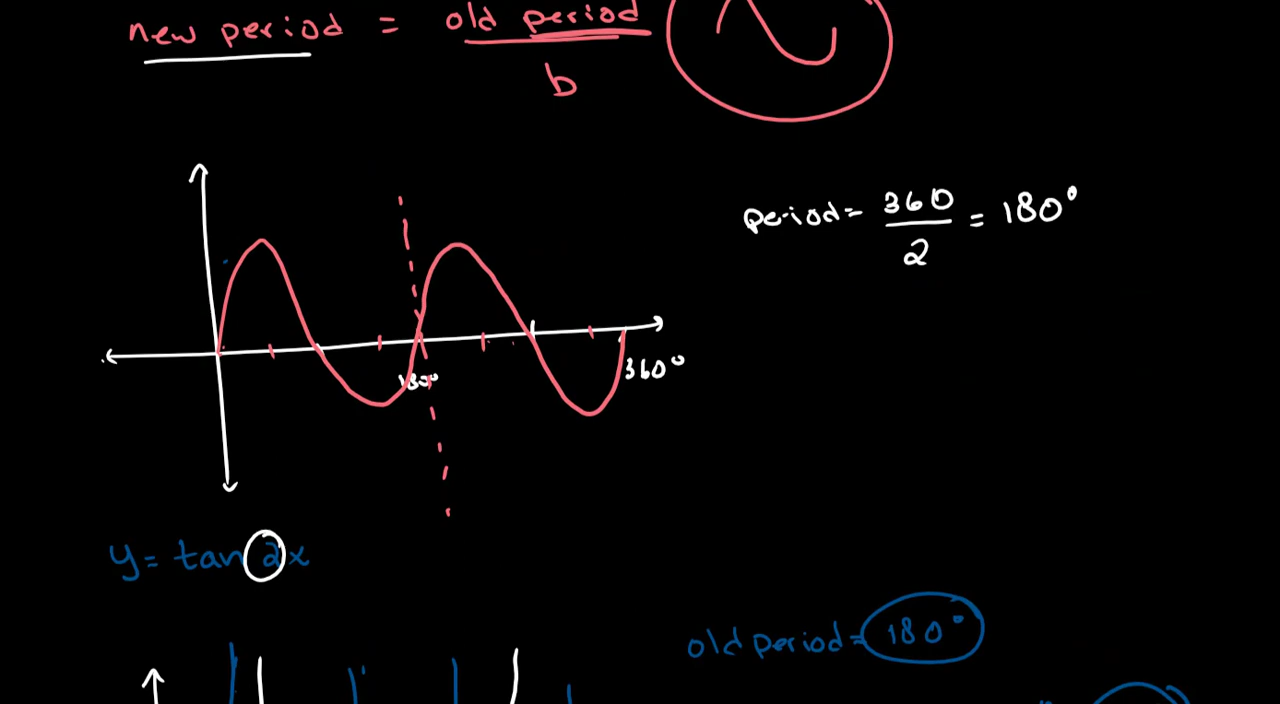 new period = old period
b
period = 360
2
= 180°
180°
360°
y = tan 2x
old period = 180°